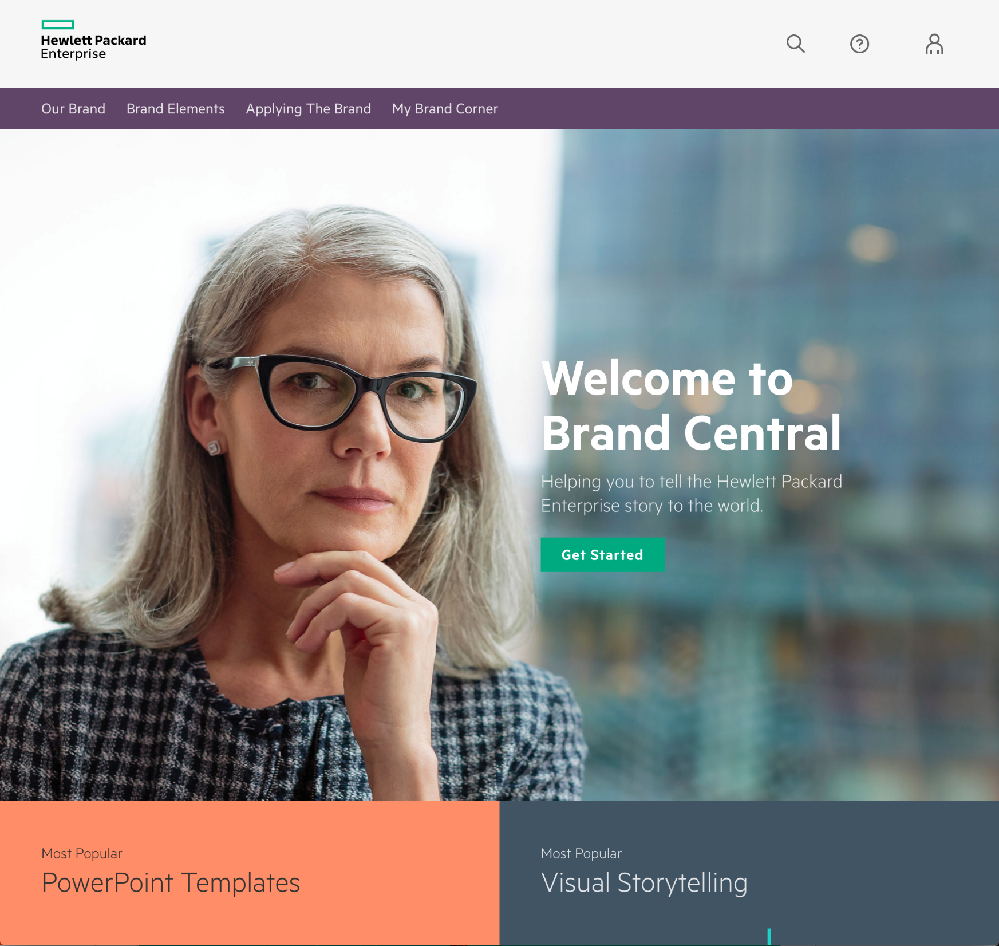 Hewlett Packard
Enterprise
Our Brand Brand Elements Applying The Brand My Brand Corner
Welcome to
Brand Central
Helping you to tell the Hewlett Packard
Enterprise story to the world.
Get Started
Most Popular
PowerPoint Templates
Most Popular
Visual Storytelling